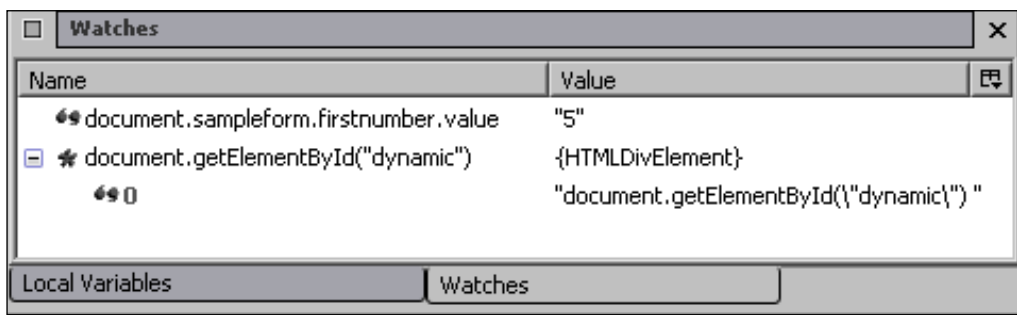 Watches
Name Value
document.sampleform.firstnumber.value "5"
document.getElementById("dynamic") {HTMLDivElement}
0 "document.getElementById(\"dynamic\") "
Local Variables Watches